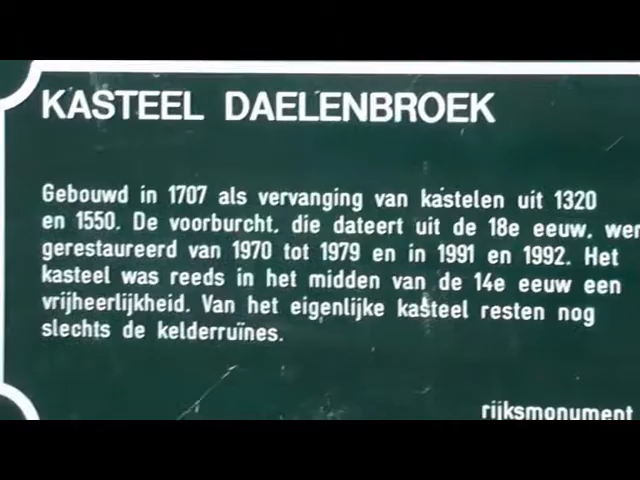 KASTEEL DAELENBROEK
Gebouwd in 1707 als vervanging van kastelen uit 1320
en 1550. De voorburcht, die dateert uit de 18e eeuw, wer
gerestaureerd van 1970 tot 1979 en in 1991 en 1992. Het
kasteel was reeds in het midden van de 14e eeuw een
vrijheerlijkheid. Van het eigenlijke kasteel resten nog
slechts de kelderruïnes.
rijksmonument